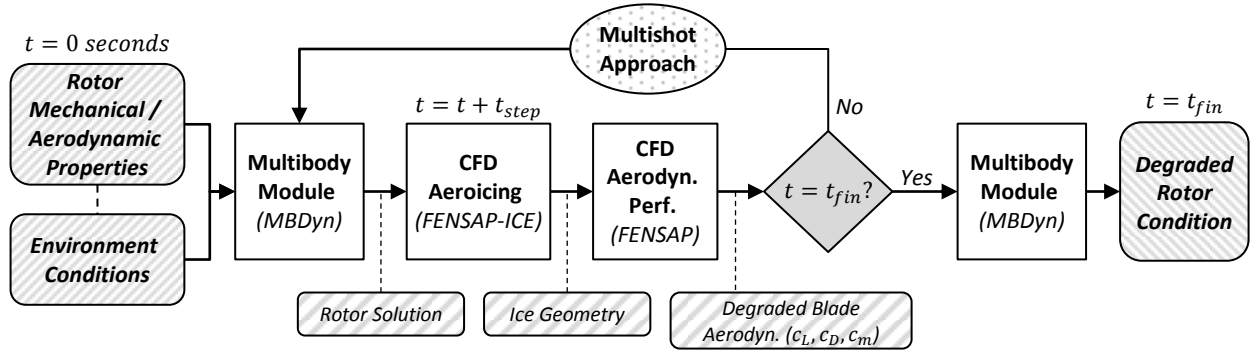 t = 0 seconds
Rotor
Mechanical /
Aerodynamic
Properties
Environment
Conditions
Multishot
Approach
Multibody
Module
(MBDyn)
Rotor Solution
t = t + t_step
CFD
Aeroicing
(FENSAP-ICE)
Ice Geometry
CFD
Aerodyn.
Perf.
(FENSAP)
Degraded Blade
Aerodyn. (c_L, c_D, c_m)
t = t_fin?
No
Yes
Multibody
Module
(MBDyn)
t = t_fin
Degraded
Rotor
Condition